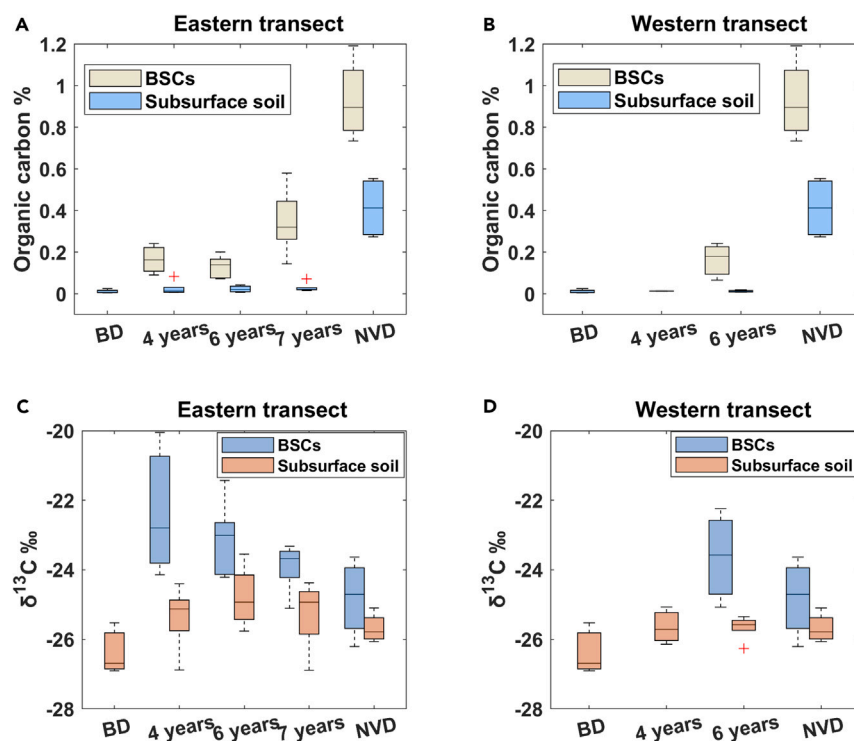 A
Eastern transect
Organic carbon %
1.2
1
0.8
0.6
0.4
0.2
0
BSCs
Subsurface soil
BD
4 years
6 years
7 years
NVD
B
Western transect
Organic carbon %
1.2
1
0.8
0.6
0.4
0.2
0
BSCs
Subsurface soil
BD
4 years
6 years
NVD
C
Eastern transect
δ¹³C ‰
-20
-22
-24
-26
-28
BSCs
Subsurface soil
BD
4 years
6 years
7 years
NVD
D
Western transect
δ¹³C ‰
-20
-22
-24
-26
-28
BSCs
Subsurface soil
BD
4 years
6 years
NVD